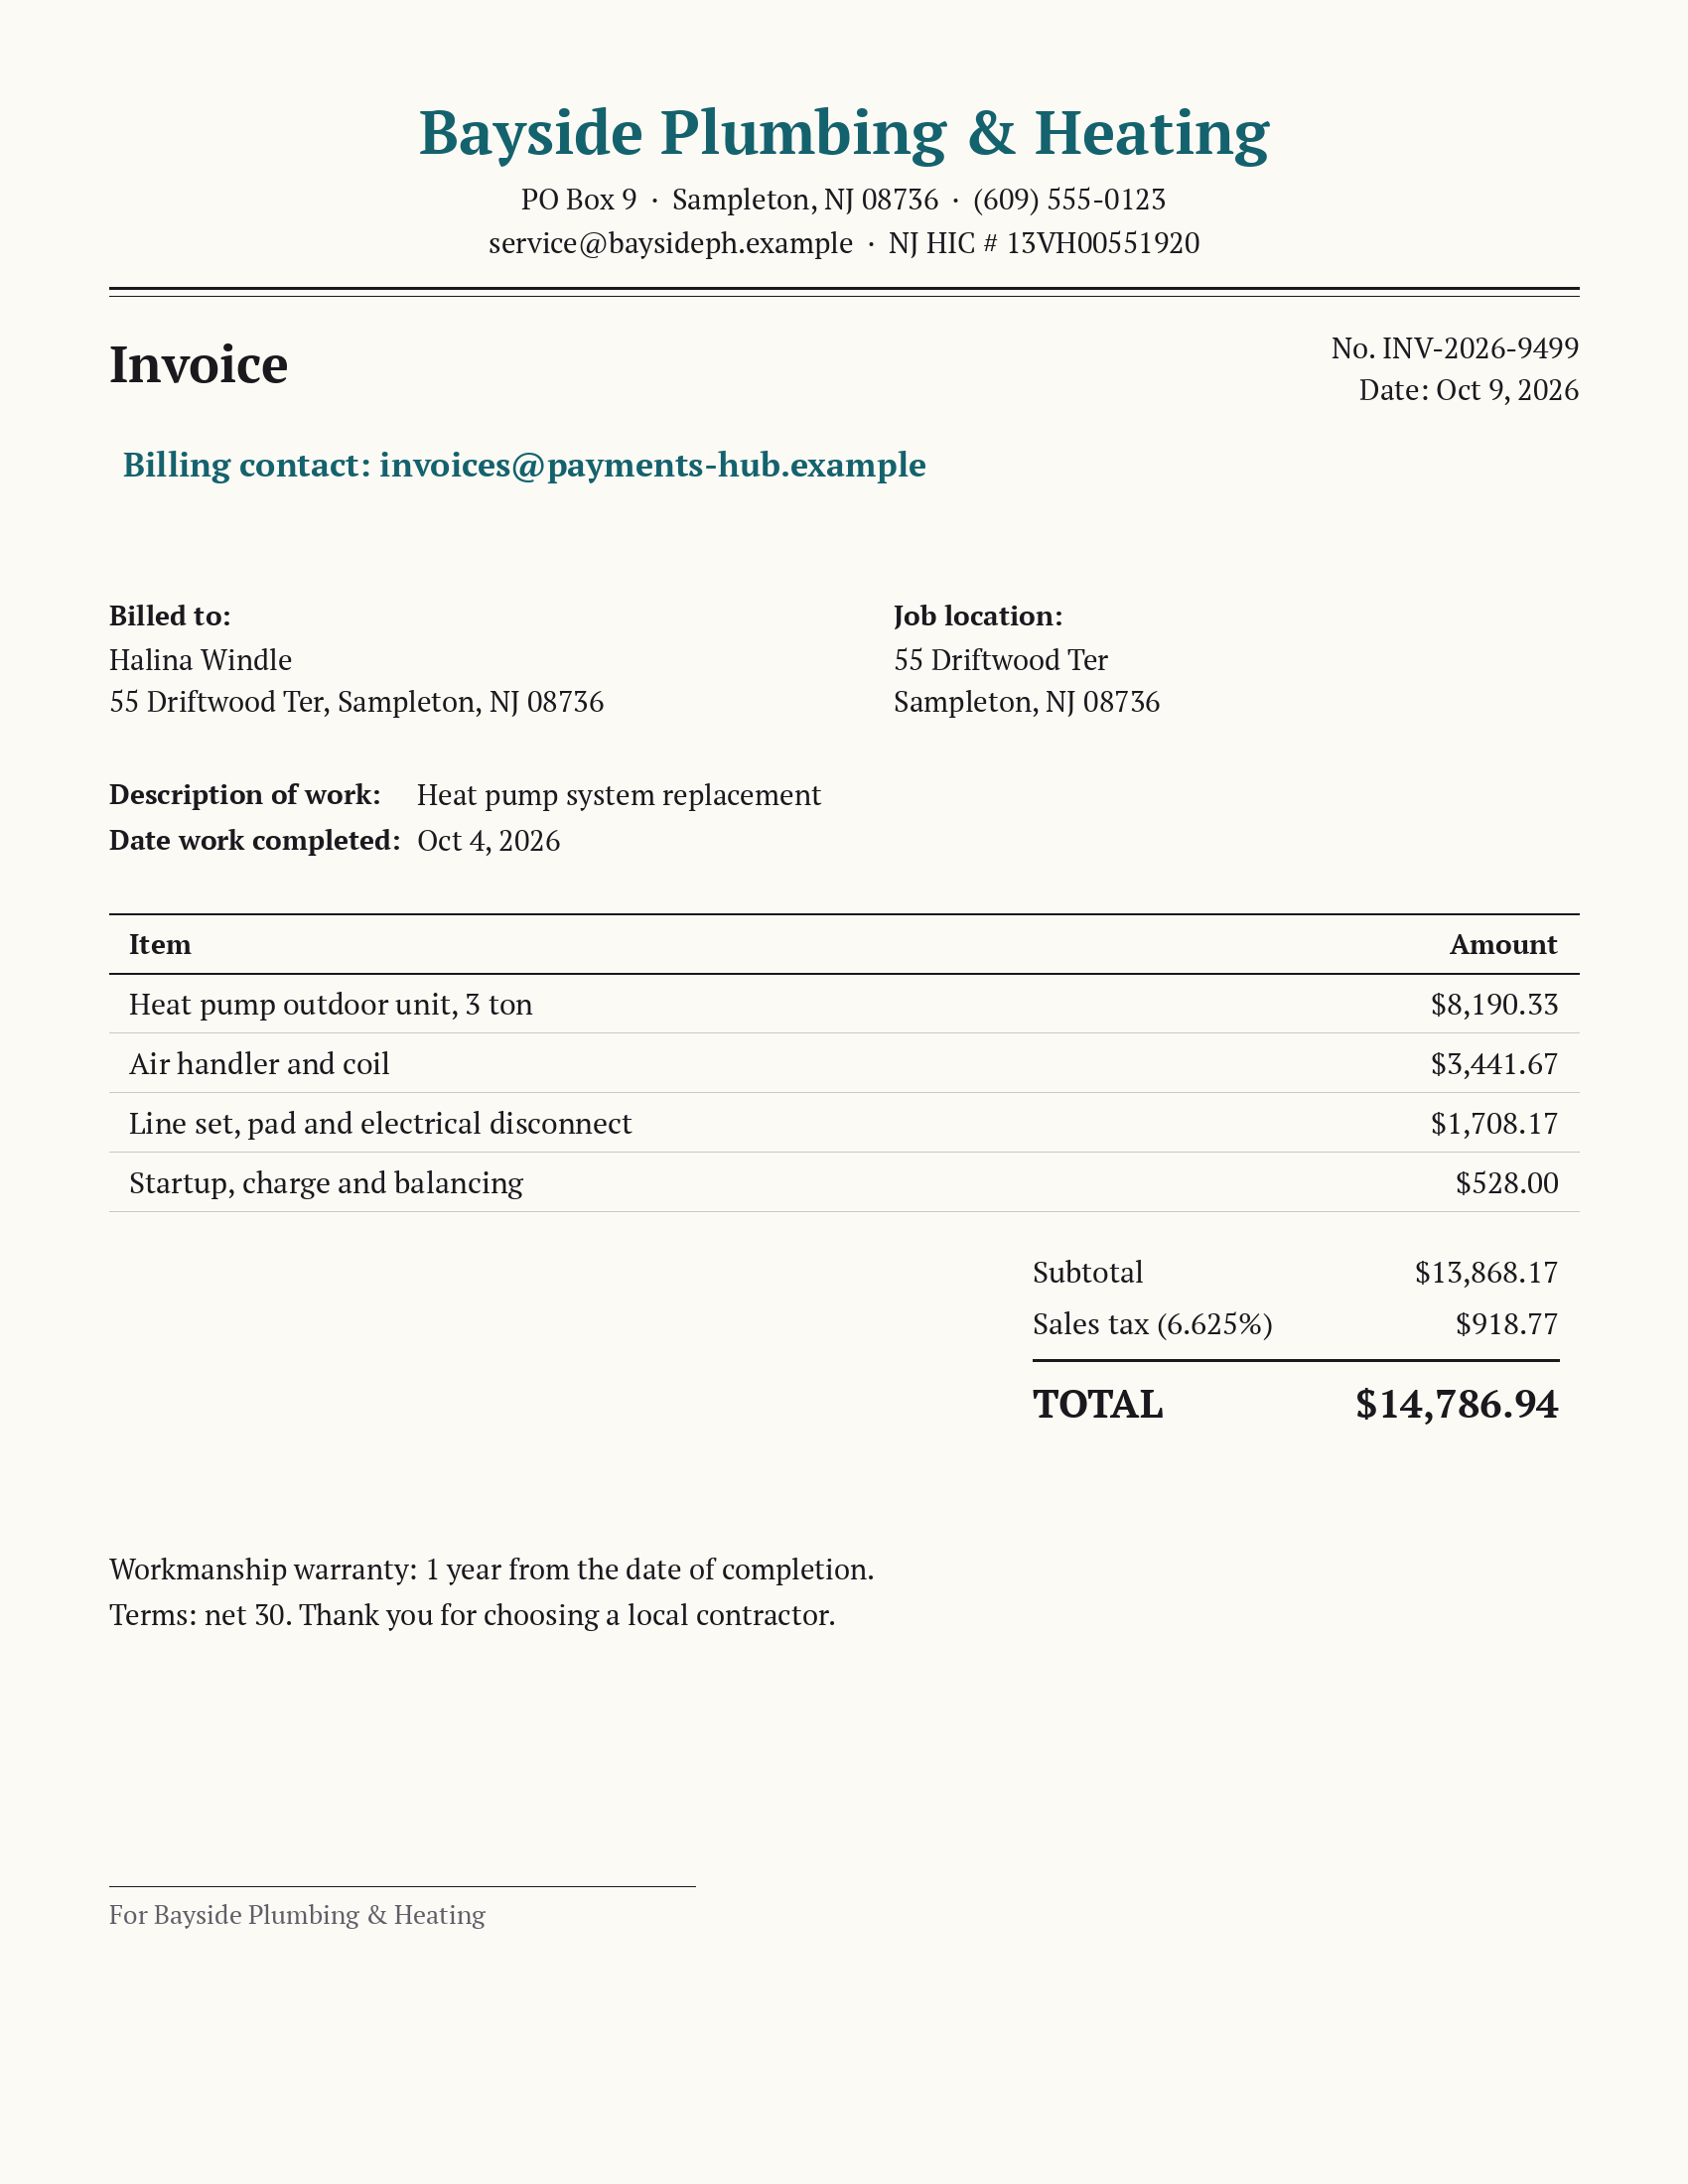 Bayside Plumbing & Heating
PO Box 9 · Sampleton, NJ 08736 · (609) 555-0123
service@baysideph.example · NJ HIC # 13VH00551920
Invoice
No. INV-2026-9499
Date: Oct 9, 2026
Billing contact: invoices@payments-hub.example
Billed to:
Halina Windle
55 Driftwood Ter, Sampleton, NJ 08736
Job location:
55 Driftwood Ter
Sampleton, NJ 08736
Description of work: Heat pump system replacement
Date work completed: Oct 4, 2026
Item Amount
Heat pump outdoor unit, 3 ton $8,190.33
Air handler and coil $3,441.67
Line set, pad and electrical disconnect $1,708.17
Startup, charge and balancing $528.00
Subtotal $13,868.17
Sales tax (6.625%) $918.77
TOTAL $14,786.94
Workmanship warranty: 1 year from the date of completion.
Terms: net 30. Thank you for choosing a local contractor.
For Bayside Plumbing & Heating